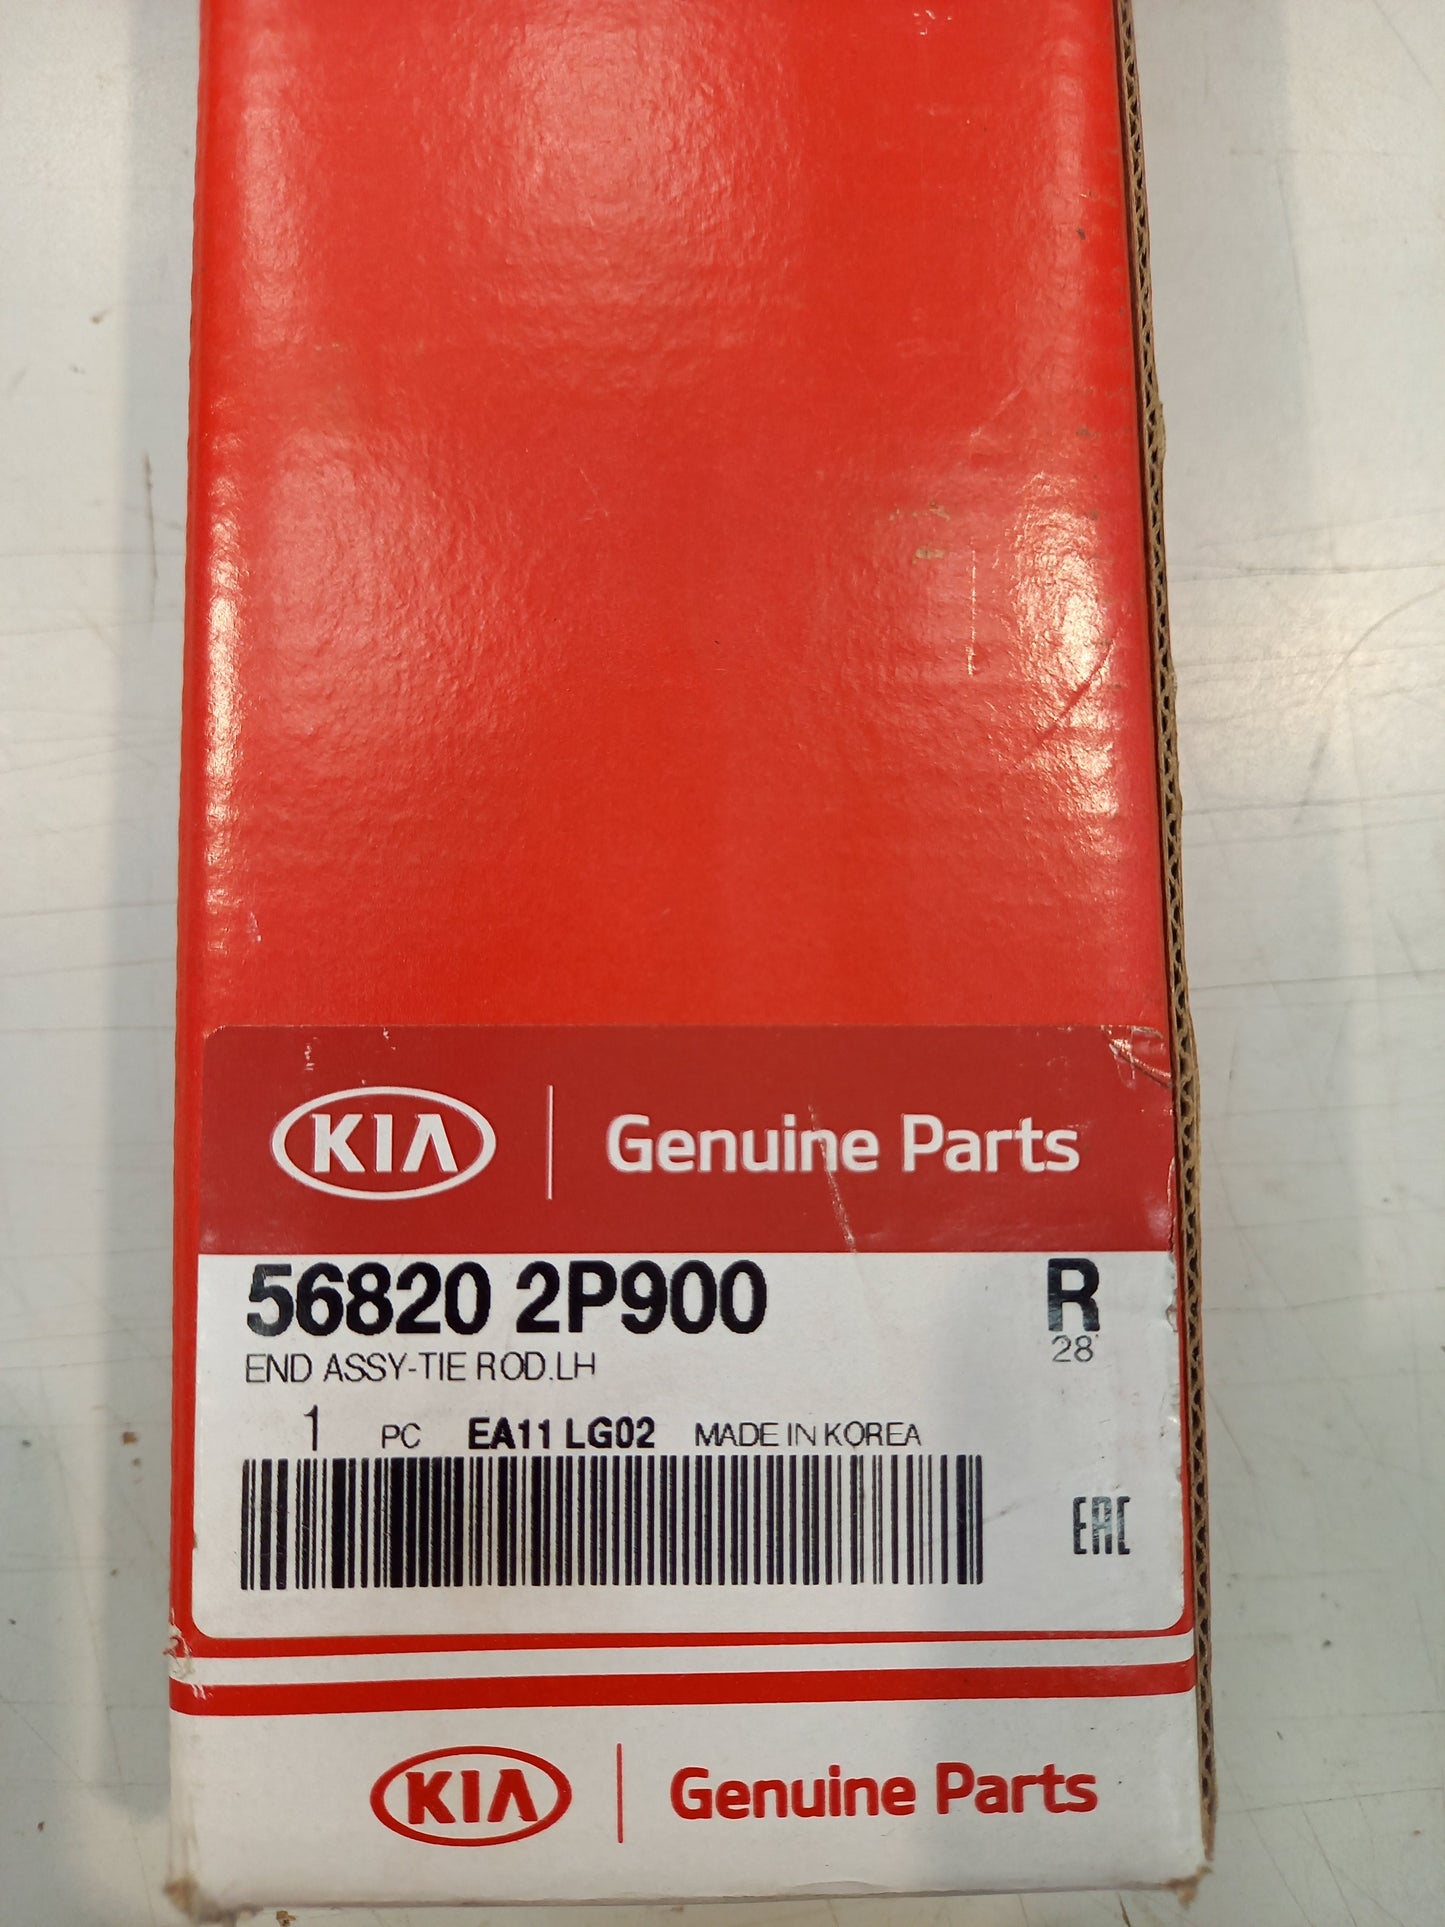 KIA Genuine Parts
56820 2P900 R
END ASSY-TIE ROD.LH 28
1 PC EA11 LG02 MADE IN KOREA
EAC
KIA Genuine Parts